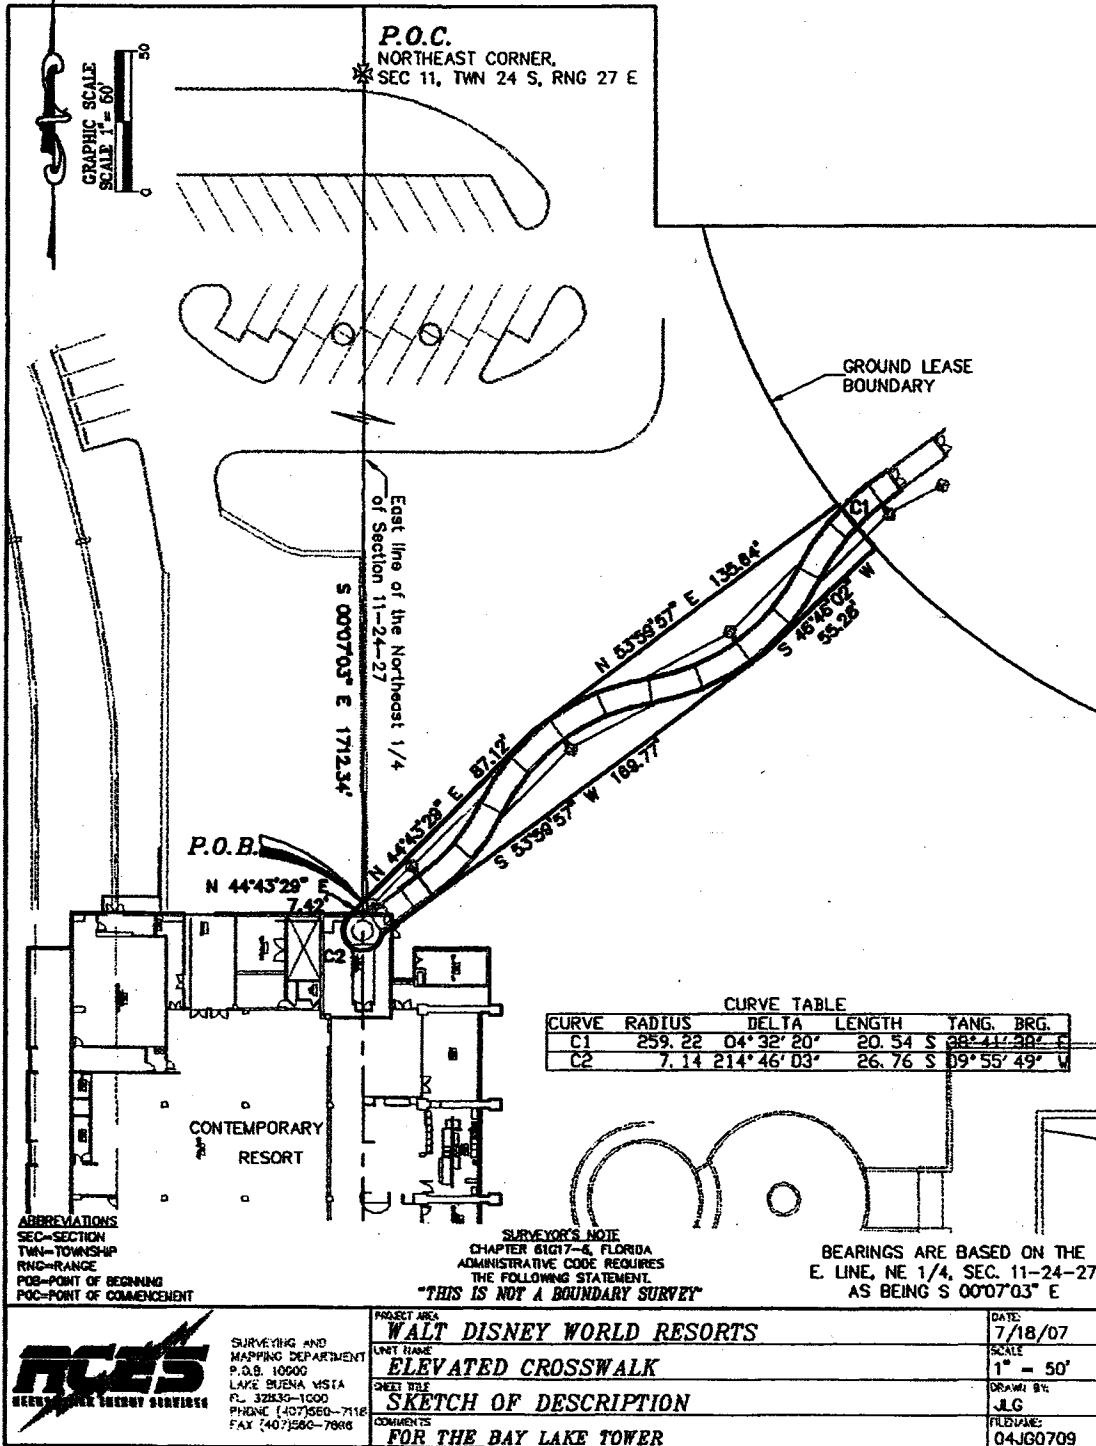 P.O.C.
NORTHEAST CORNER,
SEC 11, TWN 24 S, RNG 27 E
GRAPHIC SCALE
SCALE 1"= 60'
0
50
GROUND LEASE
BOUNDARY
East line of the Northeast 1/4
of Section 11-24-27
S 00°07'03" E 1712.34'
N 53°59'57" E 135.64'
C1
S 46°46'02" W
55.26'
N 44°43'29" E 87.12'
S 53°59'57" W 169.77'
P.O.B.
N 44°43'29" E
7.42'
C2
CURVE TABLE
CURVE RADIUS DELTA LENGTH TANG. BRG.
C1 259.22 04°32'20" 20.54 S 38°41'38" E
C2 7.14 214°46'03" 26.76 S 09°55'49" W
CONTEMPORARY
RESORT
ABBREVIATIONS
SEC=SECTION
TWN=TOWNSHIP
RNG=RANGE
POB=POINT OF BEGINNING
POC=POINT OF COMMENCEMENT
SURVEYOR'S NOTE
CHAPTER 61G17-6, FLORIDA
ADMINISTRATIVE CODE REQUIRES
THE FOLLOWING STATEMENT.
"THIS IS NOT A BOUNDARY SURVEY"
BEARINGS ARE BASED ON THE
E. LINE, NE 1/4, SEC. 11-24-27
AS BEING S 00°07'03" E
RCES
REEDY CREEK ENERGY SERVICES
SURVEYING AND
MAPPING DEPARTMENT
P.O.B. 10000
LAKE BUENA VISTA
FL. 32830-1000
PHONE (407)560-7116
FAX (407)560-7666
PROJECT AREA
WALT DISNEY WORLD RESORTS
UNIT NAME
ELEVATED CROSSWALK
SHEET TITLE
SKETCH OF DESCRIPTION
COMMENTS
FOR THE BAY LAKE TOWER
DATE:
7/18/07
SCALE
1" = 50'
DRAWN BY:
JLG
FILENAME:
04JG0709